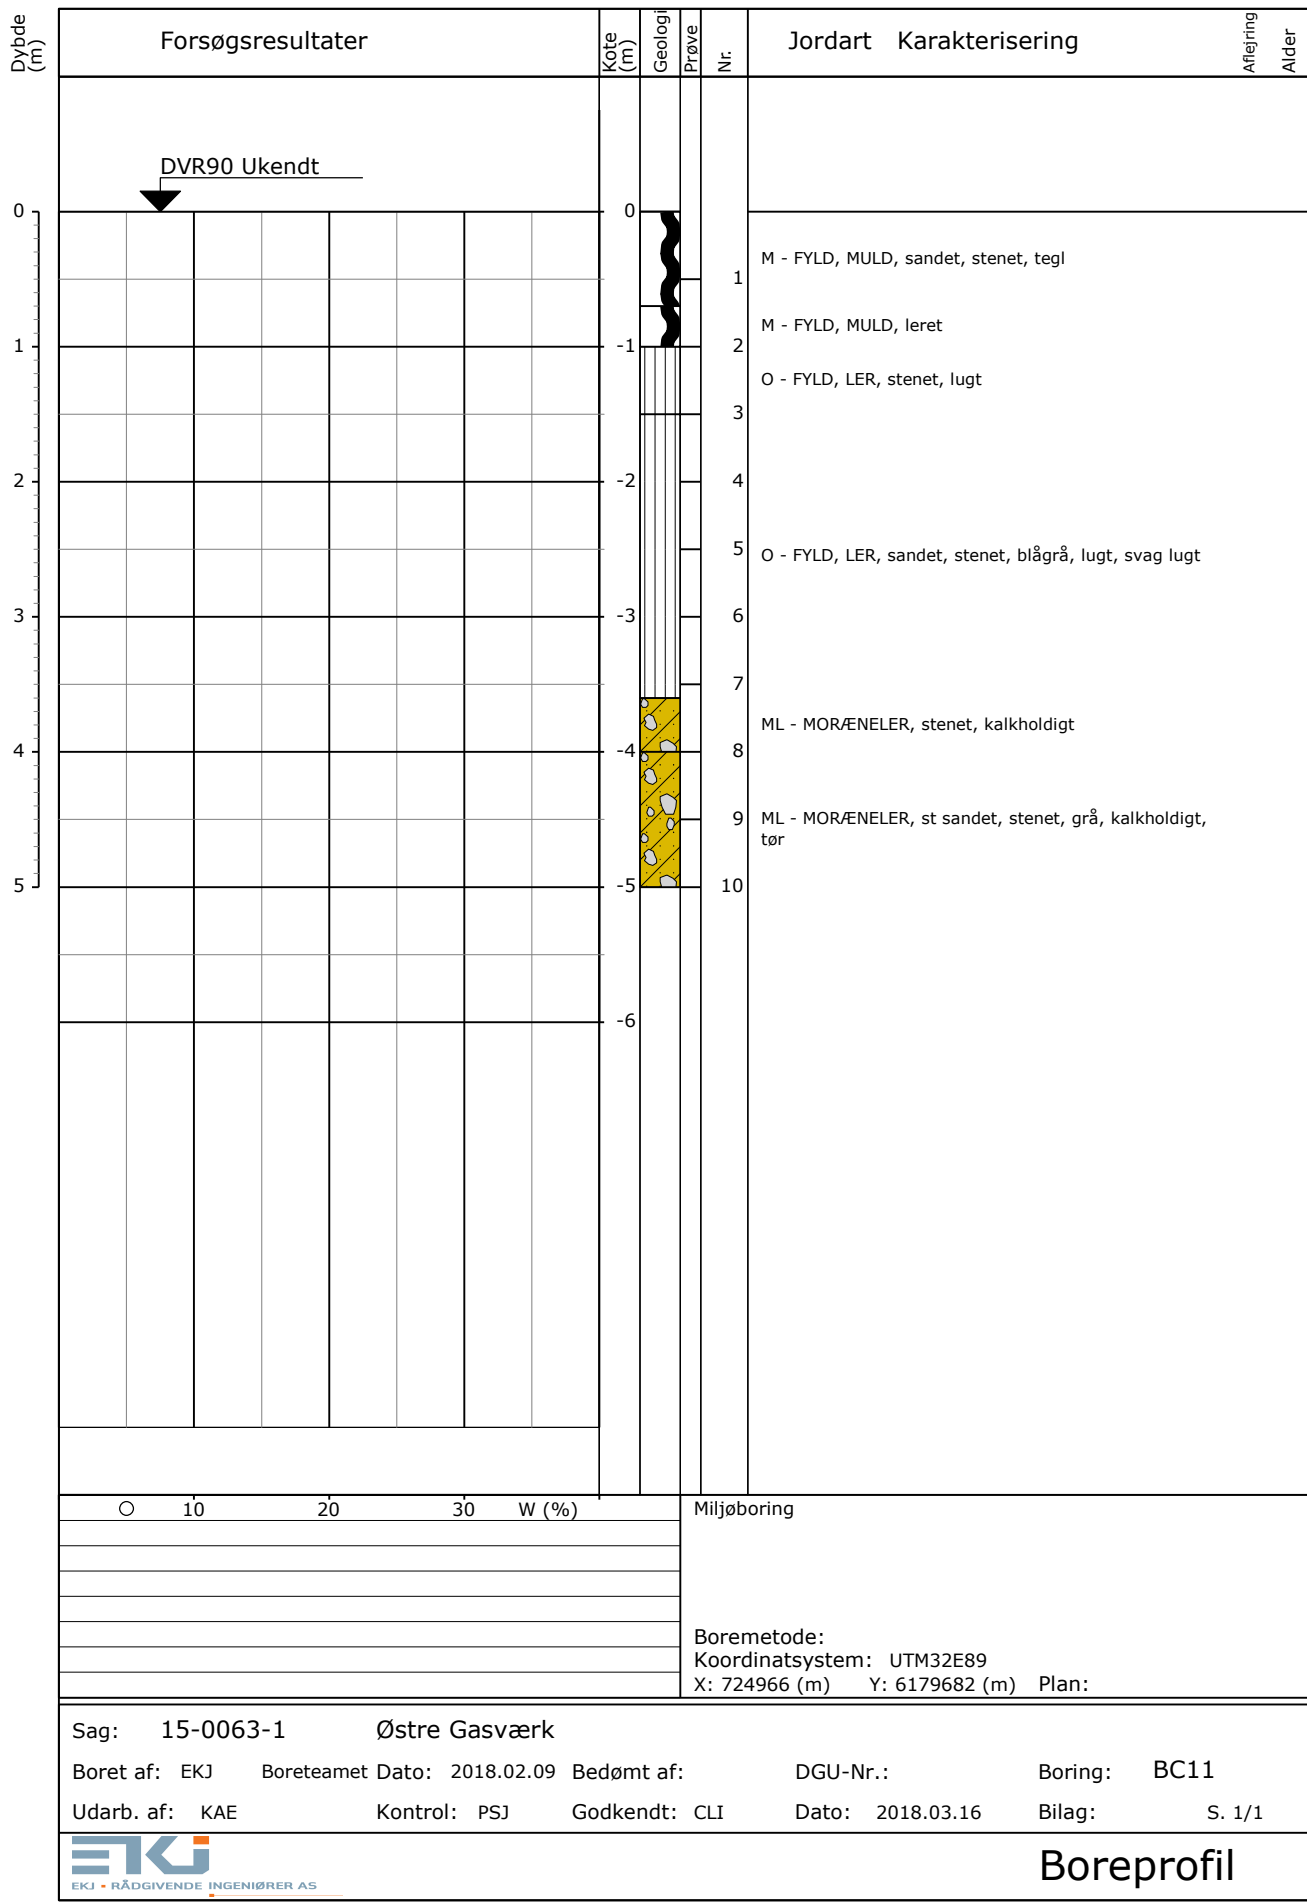 Dybde (m)
Forsøgsresultater
Kote (m)
Geologi
Prøve
Nr.
Jordart Karakterisering
Aflejring
Alder
DVR90 Ukendt
0 0
M - FYLD, MULD, sandet, stenet, tegl
1
M - FYLD, MULD, leret
1 -1 2
O - FYLD, LER, stenet, lugt
3
2 -2 4
5
O - FYLD, LER, sandet, stenet, blågrå, lugt, svag lugt
3 -3 6
7
ML - MORÆNELER, stenet, kalkholdigt
4 -4 8
9
ML - MORÆNELER, st sandet, stenet, grå, kalkholdigt,
tør
5 -5 10
-6
10 20 30 W (%)
Miljøboring
Boremetode:
Koordinatsystem: UTM32E89
X: 724966 (m) Y: 6179682 (m) Plan:
Sag: 15-0063-1 Østre Gasværk
Boret af: EKJ Boreteamet Dato: 2018.02.09 Bedømt af: DGU-Nr.: Boring: BC11
Udarb. af: KAE Kontrol: PSJ Godkendt: CLI Dato: 2018.03.16 Bilag: S. 1/1
EKJ
EKJ - RÅDGIVENDE INGENIØRER AS
Boreprofil